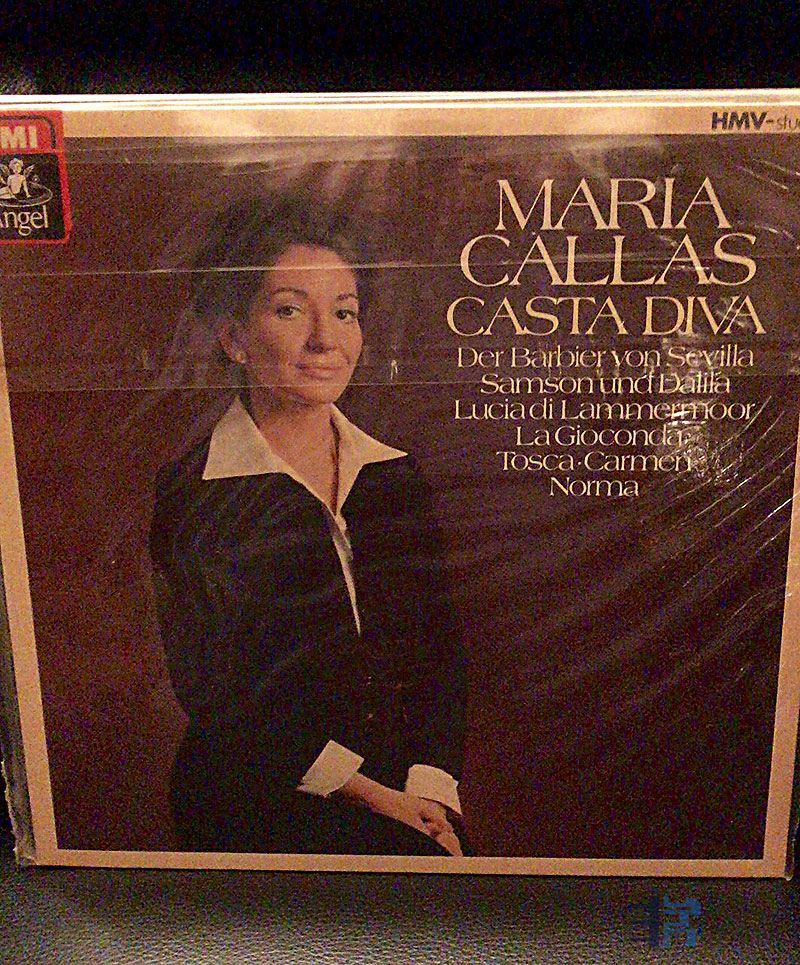 EMI
Angel
HMV-
MARIA
CALLAS
CASTA DIVA
Der Barbier von Sevilla
Samson und Dalila
Lucia di Lammermoor
La Gioconda
Tosca·Carmen
Norma